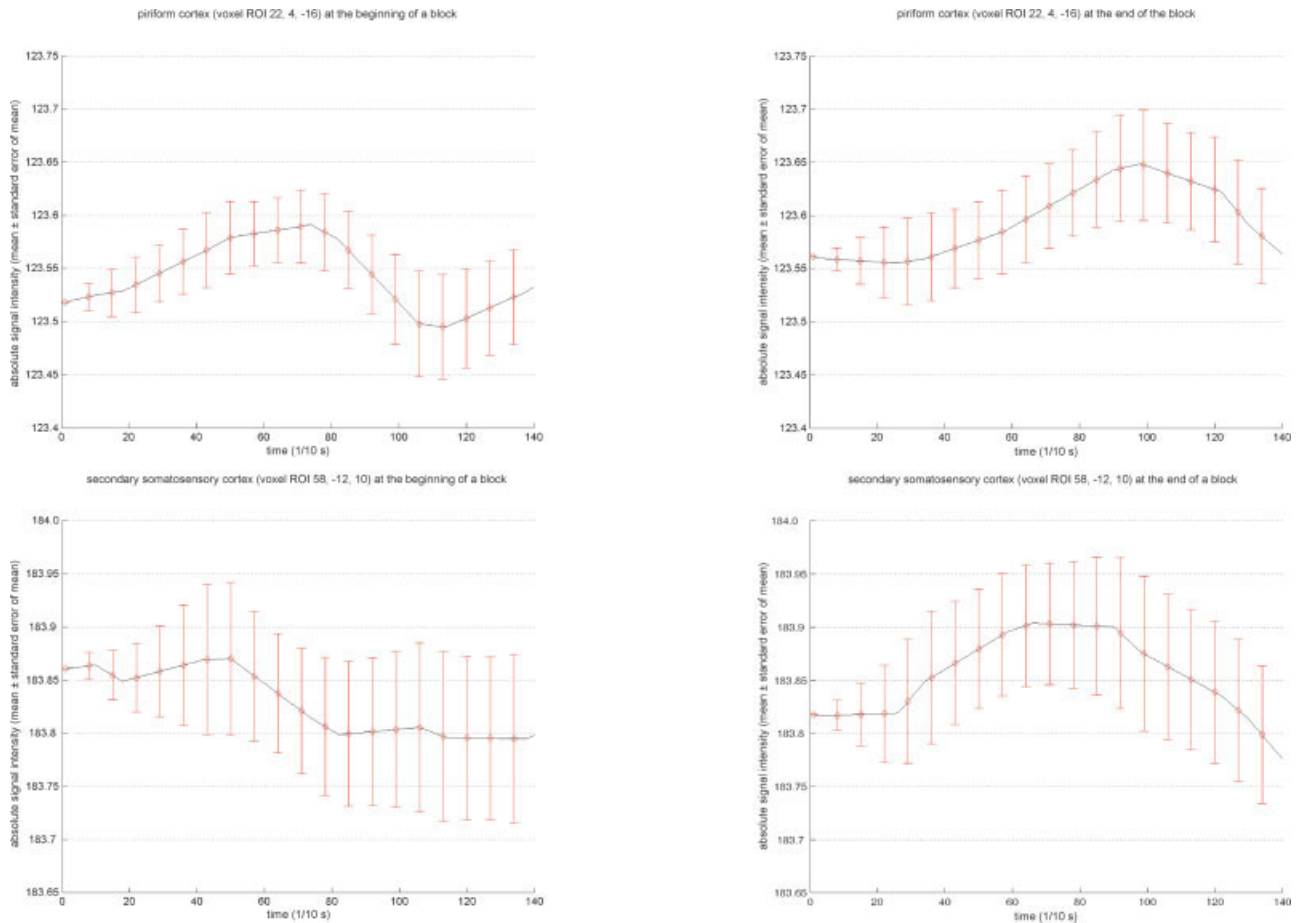 piriform cortex (voxel ROI 22, 4, -16) at the beginning of a block
absolute signal intensity (mean ± standard error of mean)
123.75
123.7
123.65
123.6
123.55
123.5
123.45
123.4
0 20 40 60 80 100 120 140
time (1/10 s)
piriform cortex (voxel ROI 22, 4, -16) at the end of the block
absolute signal intensity (mean ± standard error of mean)
123.75
123.7
123.65
123.6
123.55
123.5
123.45
123.4
0 20 40 60 80 100 120 140
time (1/10 s)
secondary somatosensory cortex (voxel ROI 58, -12, 10) at the beginning of a block
absolute signal intensity (mean ± standard error of mean)
184.0
183.95
183.9
183.85
183.8
183.75
183.7
183.65
0 20 40 60 80 100 120 140
time (1/10 s)
secondary somatosensory cortex (voxel ROI 58, -12, 10) at the end of a block
absolute signal intensity (mean ± standard error of mean)
184.0
183.95
183.9
183.85
183.8
183.75
183.7
183.65
0 20 40 60 80 100 120 140
time (1/10 s)